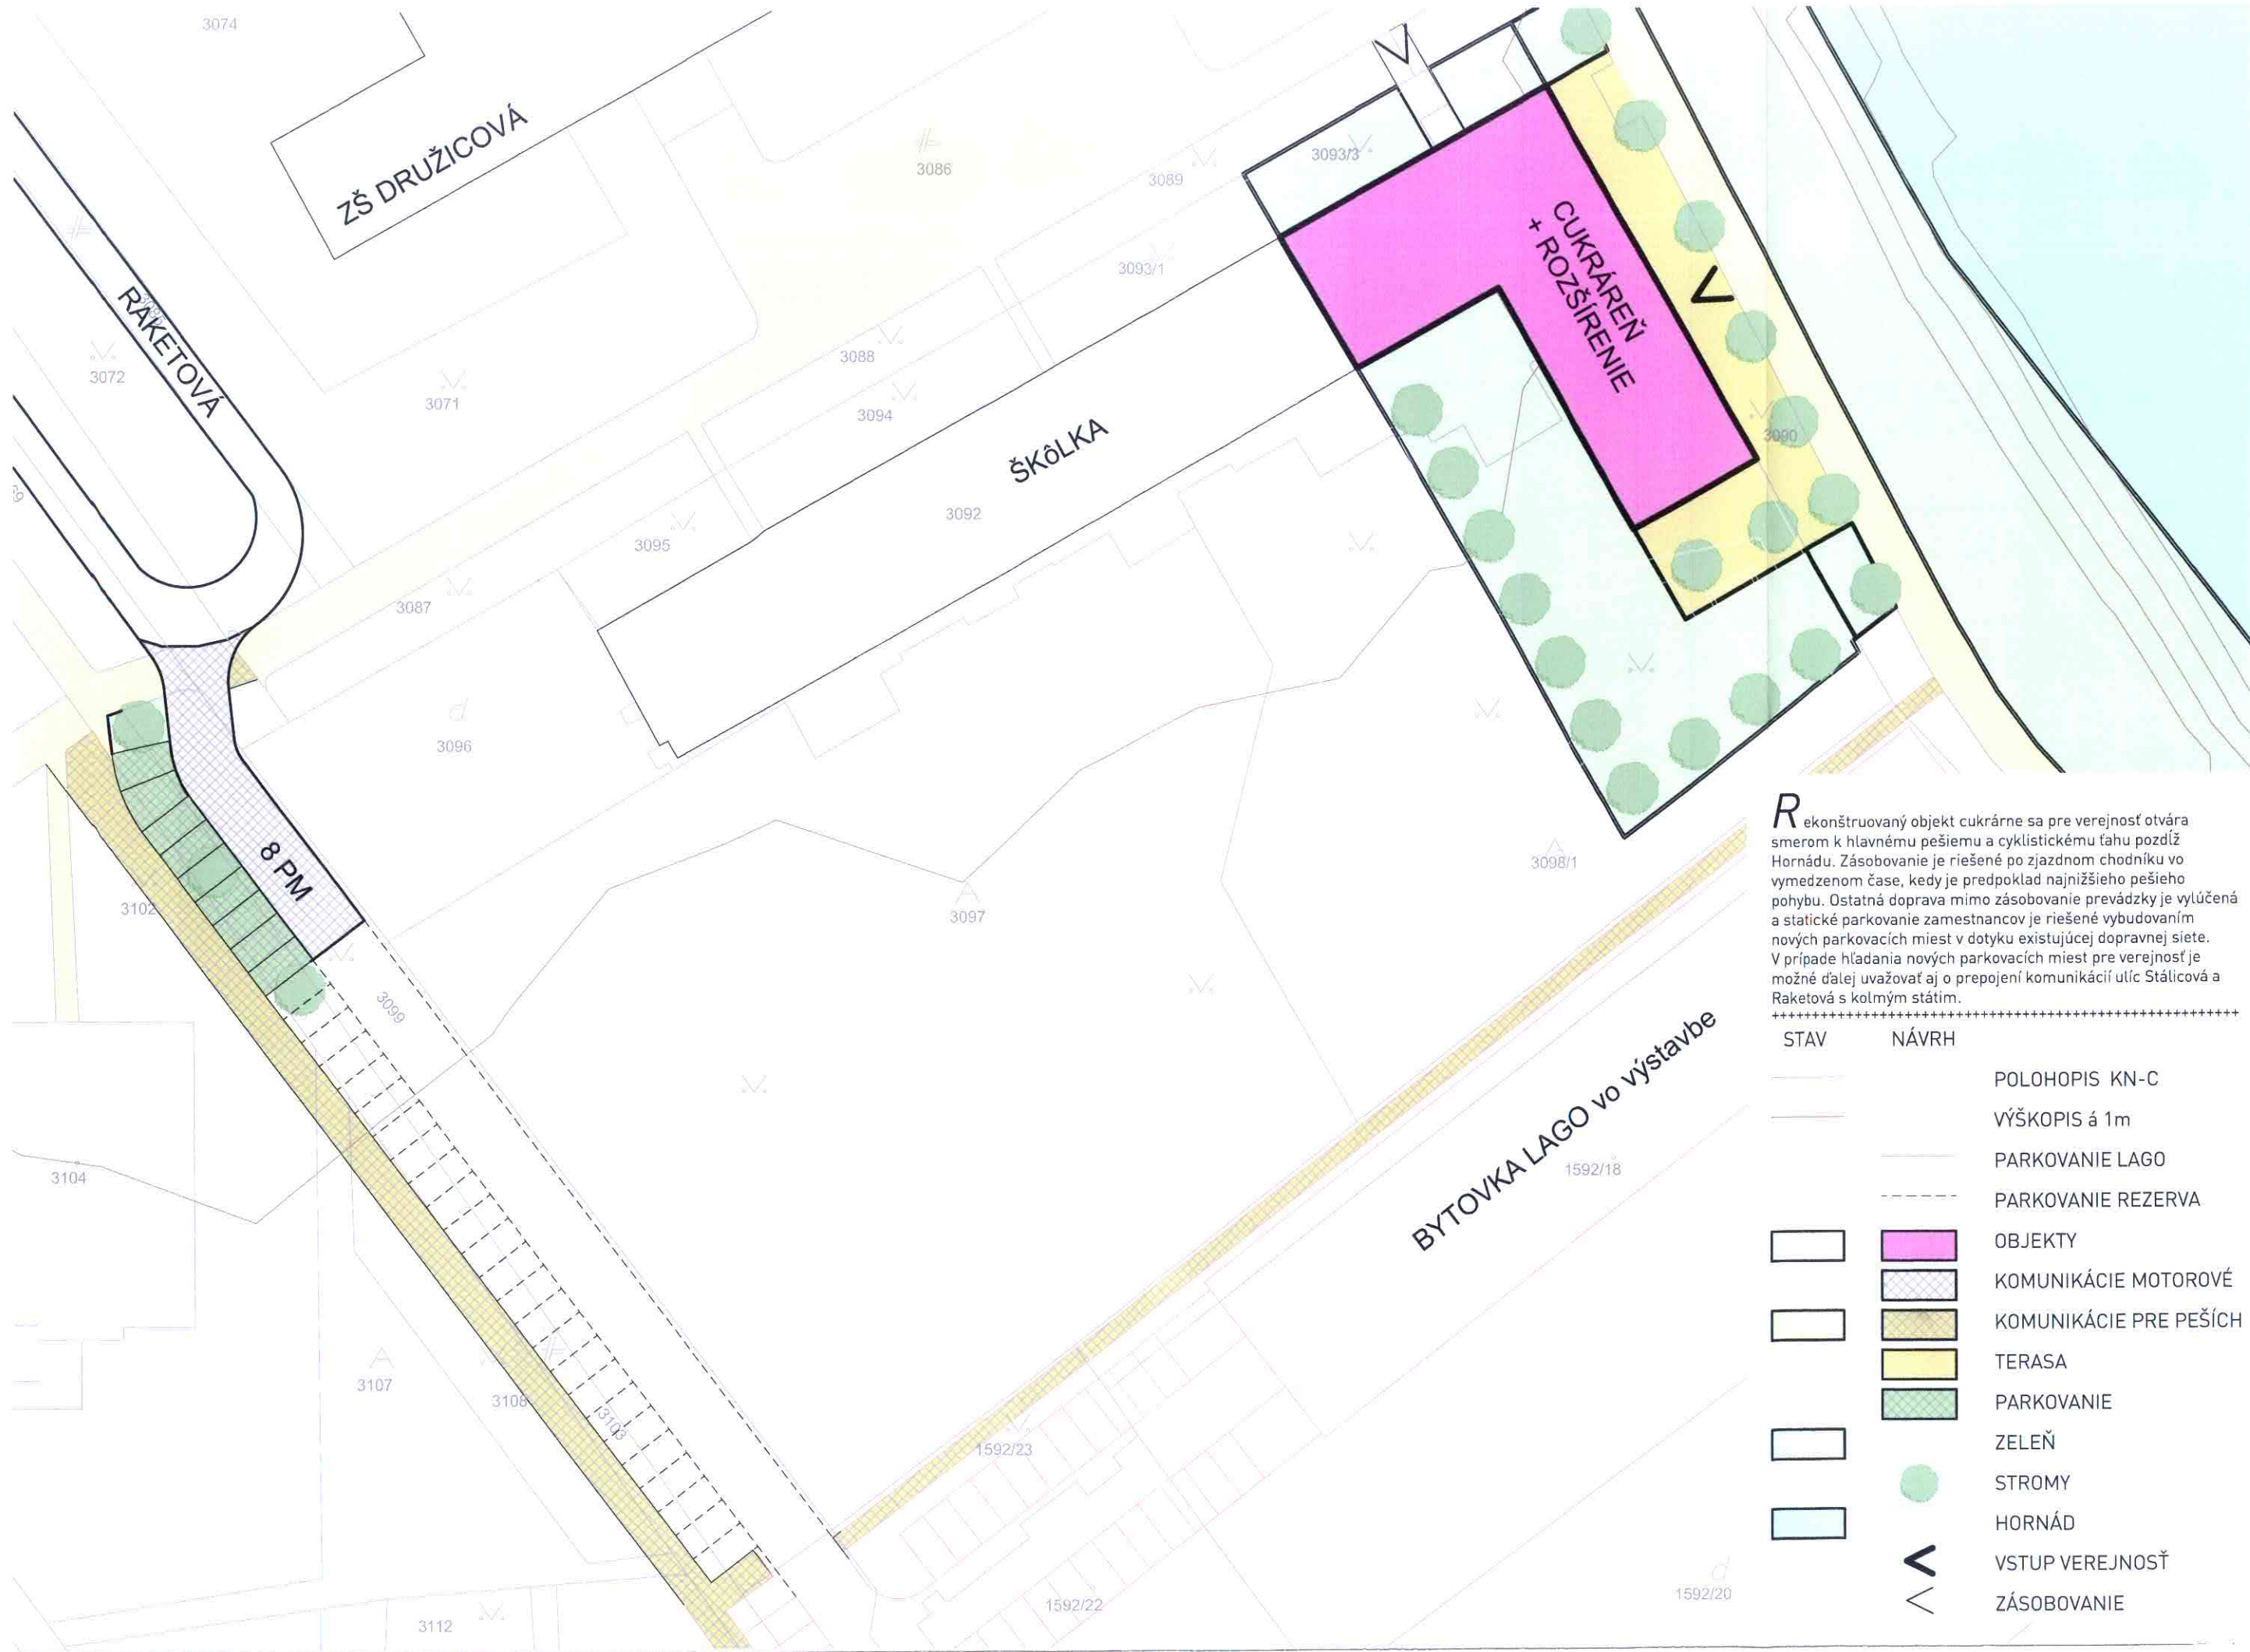 3074
ZŠ DRUŽICOVÁ
3086
3089
3093/3
3093/1
RAKETOVÁ
3072
3071
3088
3094
CUKRÁREŇ
+ ROZŠÍRENIE
3090
ŠKôLKA
3092
3095
3087
3096
8 PM
3102
3099
3097
3098/1
3104
BYTOVKA LAGO vo výstavbe
1592/18
3107
3108
3103
1592/23
1592/22
1592/20
3112
Rekonštruovaný objekt cukrárne sa pre verejnosť otvára
smerom k hlavnému pešiemu a cyklistickému ťahu pozdĺž
Hornádu. Zásobovanie je riešené po zjazdnom chodníku vo
vymedzenom čase, kedy je predpoklad najnižšieho pešieho
pohybu. Ostatná doprava mimo zásobovanie prevádzky je vylúčená
a statické parkovanie zamestnancov je riešené vybudovaním
nových parkovacích miest v dotyku existujúcej dopravnej siete.
V prípade hľadania nových parkovacích miest pre verejnosť je
možné ďalej uvažovať aj o prepojení komunikácií ulíc Stálicová a
Raketová s kolmým státim.
STAV NÁVRH
POLOHOPIS KN-C
VÝŠKOPIS á 1m
PARKOVANIE LAGO
PARKOVANIE REZERVA
OBJEKTY
KOMUNIKÁCIE MOTOROVÉ
KOMUNIKÁCIE PRE PEŠÍCH
TERASA
PARKOVANIE
ZELEŇ
STROMY
HORNÁD
VSTUP VEREJNOSŤ
ZÁSOBOVANIE